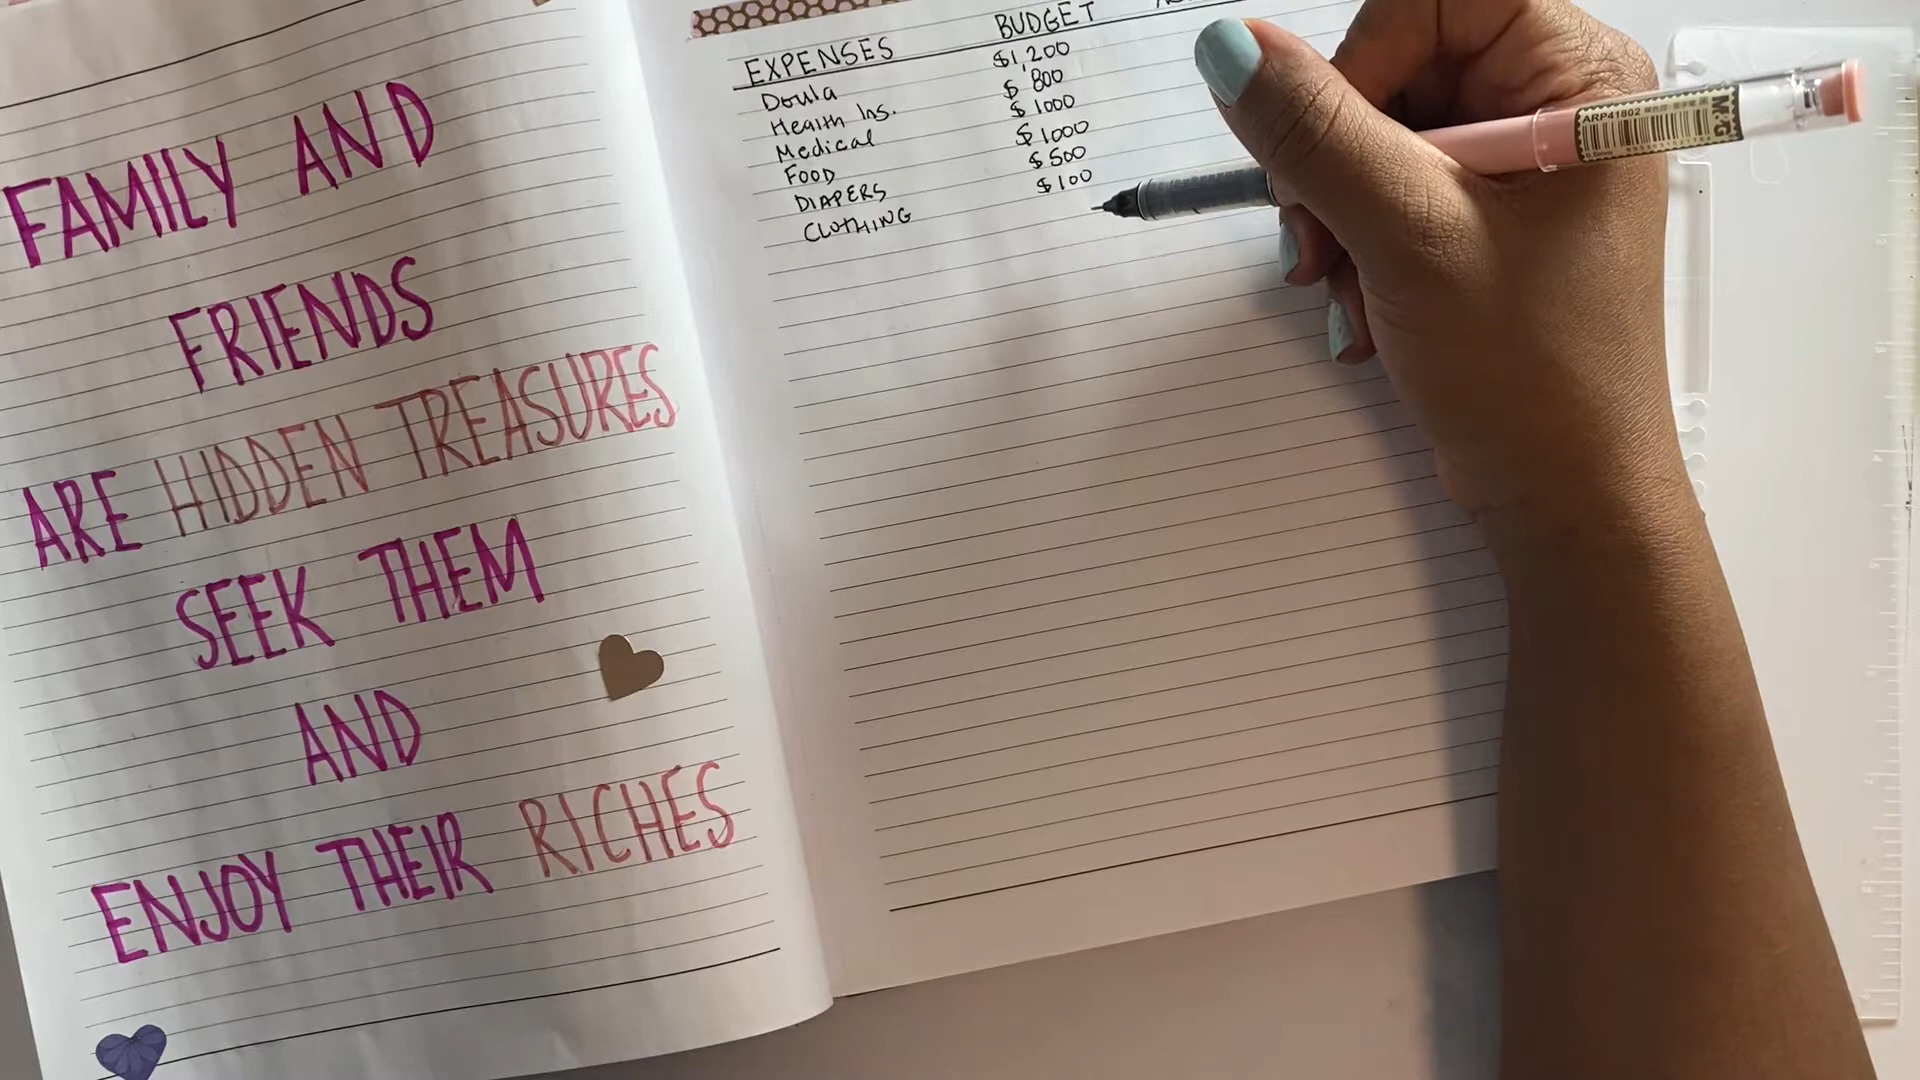 FAMILY AND
FRIENDS
ARE HIDDEN TREASURES
SEEK THEM
AND
ENJOY THEIR RICHES
EXPENSES BUDGET
Doula $1,200
Health Ins. $800
Medical $1000
Food $1000
DIAPERS $500
CLOTHING $100
ARP41802
M&G